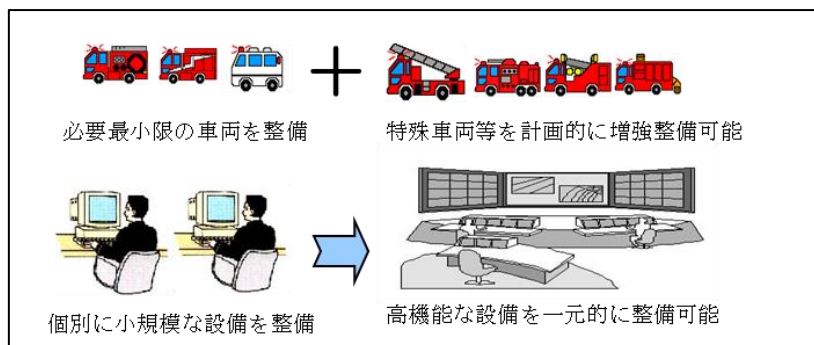 必要最小限の車両を整備
特殊車両等を計画的に増強整備可能
個別に小規模な設備を整備
高機能な設備を一元的に整備可能